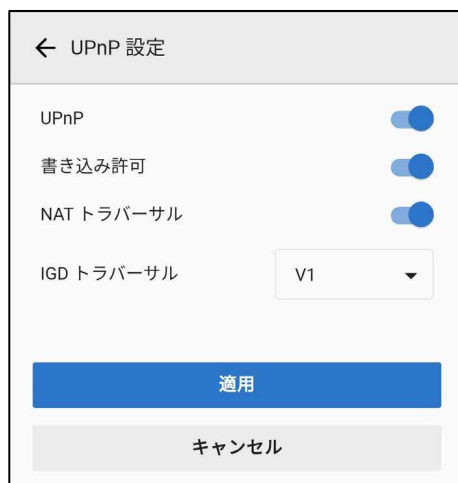 ← UPnP 設定
UPnP
書き込み許可
NAT トラバーサル
IGD トラバーサル V1
適用
キャンセル